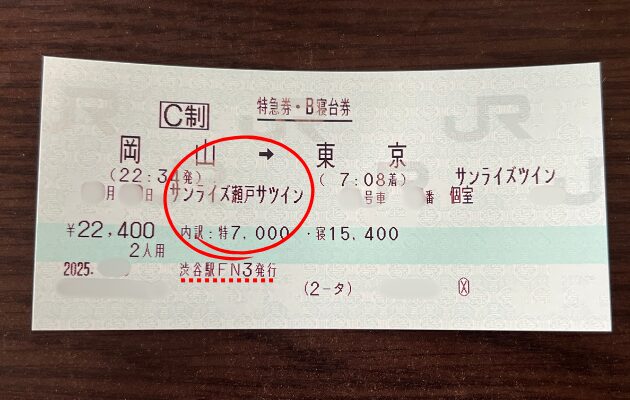 C制 特急券・B寝台券
岡山 → 東京
(22:34発) (7:08着) サンライズツイン
月 日 サンライズ瀬戸サツイン 号車 番 個室
¥22,400 内訳:特7,000・寝15,400
2人用
2025. 渋谷駅FN3発行
(2-タ)